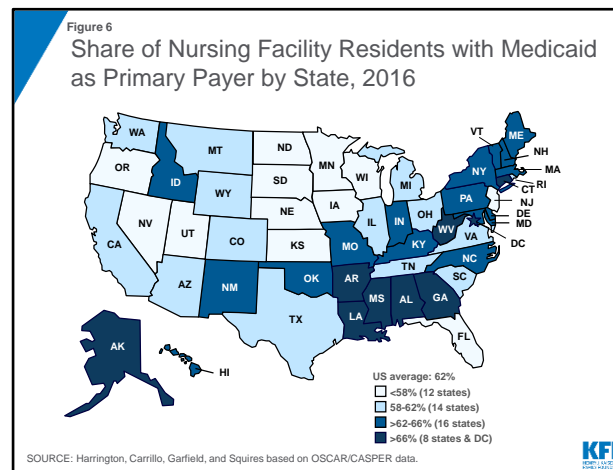 Figure 6
Share of Nursing Facility Residents with Medicaid
as Primary Payer by State, 2016
WA
MT
ND
MN
VT
ME
OR
ID
SD
WI
MI
NY
NH
MA
WY
RI
CT
NV
NE
IA
PA
NJ
UT
CO
IL
IN
OH
WV
DE
MD
CA
KS
MO
KY
VA
DC
AZ
NM
OK
AR
TN
NC
SC
TX
LA
MS
AL
GA
FL
AK
HI
US average: 62%
<58% (12 states)
58-62% (14 states)
>62-66% (16 states)
>66% (8 states & DC)
SOURCE: Harrington, Carrillo, Garfield, and Squires based on OSCAR/CASPER data.